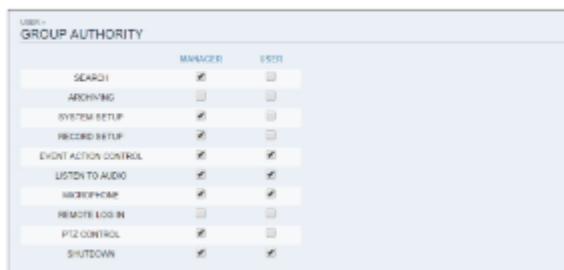 USER >
GROUP AUTHORITY
MANAGER USER
SEARCH
ARCHIVING
SYSTEM SETUP
RECORD SETUP
EVENT ACTION CONTROL
LISTEN TO AUDIO
MICROPHONE
REMOTE LOG IN
PTZ CONTROL
SHUTDOWN